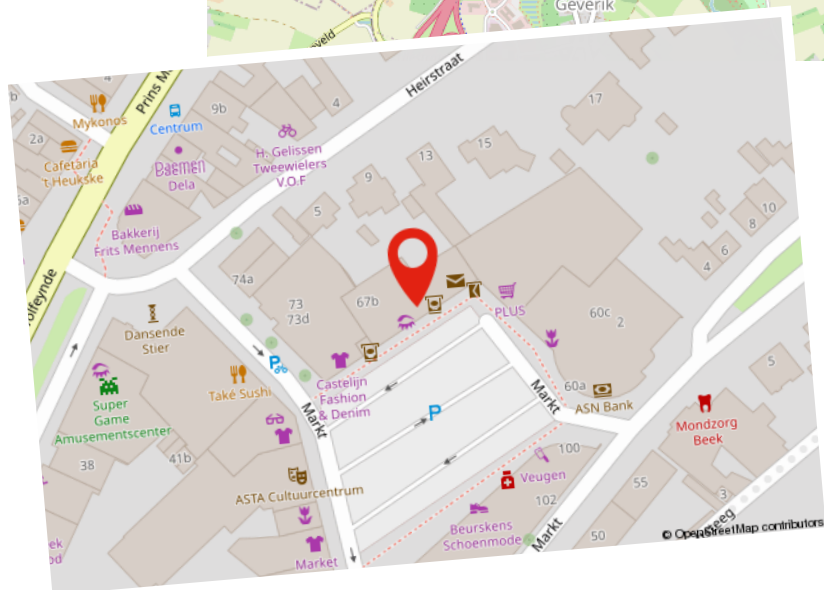 Geverik
Heirstraat
4
9b
4
17
Mykonos
Centrum
2a
Cafetaria
't Heukske
Daemen
Dela
H. Gelissen
Tweewielers
V.O.F
13
15
9
5
Bakkerij
Frits Mennens
10
8
6
4
74a
73
73d
67b
PLUS
60c
2
Dansende
Stier
Také Sushi
Castelijn
Fashion
& Denim
Markt
Markt
60a
ASN Bank
5
Super
Game
Amusementscenter
Mondzorg
Beek
38
41b
ASTA Cultuurcentrum
P
P
100
Veugen
102
55
3
Beurskens
Schoenmode
Markt
50
Market
© OpenStreetMap contributors